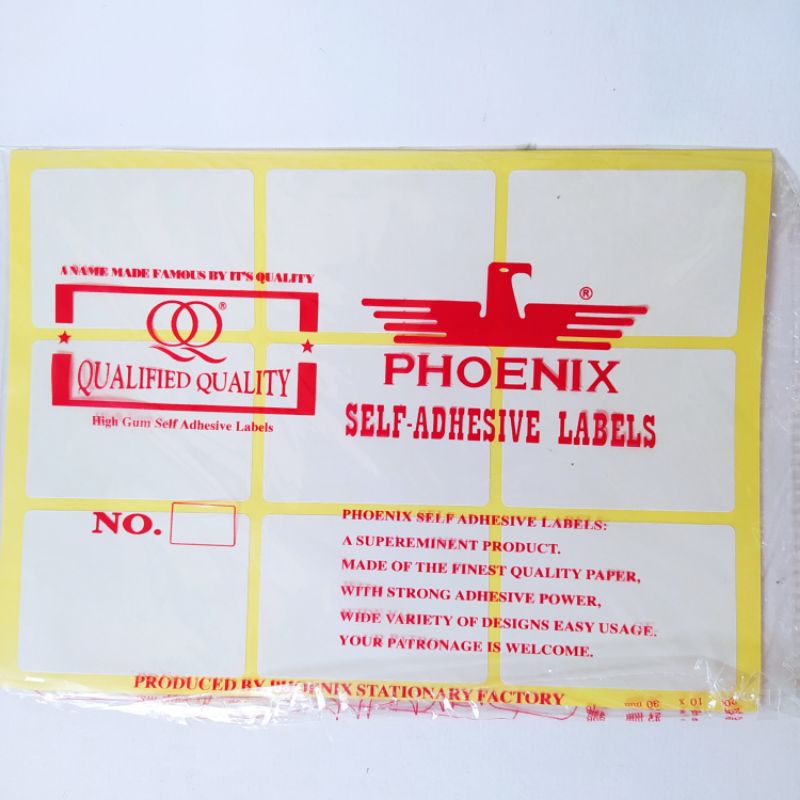 A NAME MADE FAMOUS BY IT'S QUALITY
QQ®
QUALIFIED QUALITY
High Gum Self Adhesive Labels
®
PHOENIX
SELF-ADHESIVE LABELS
NO.
PHOENIX SELF ADHESIVE LABELS:
A SUPEREMINENT PRODUCT.
MADE OF THE FINEST QUALITY PAPER,
WITH STRONG ADHESIVE POWER,
WIDE VARIETY OF DESIGNS EASY USAGE.
YOUR PATRONAGE IS WELCOME.
PRODUCED BY PHOENIX STATIONARY FACTORY